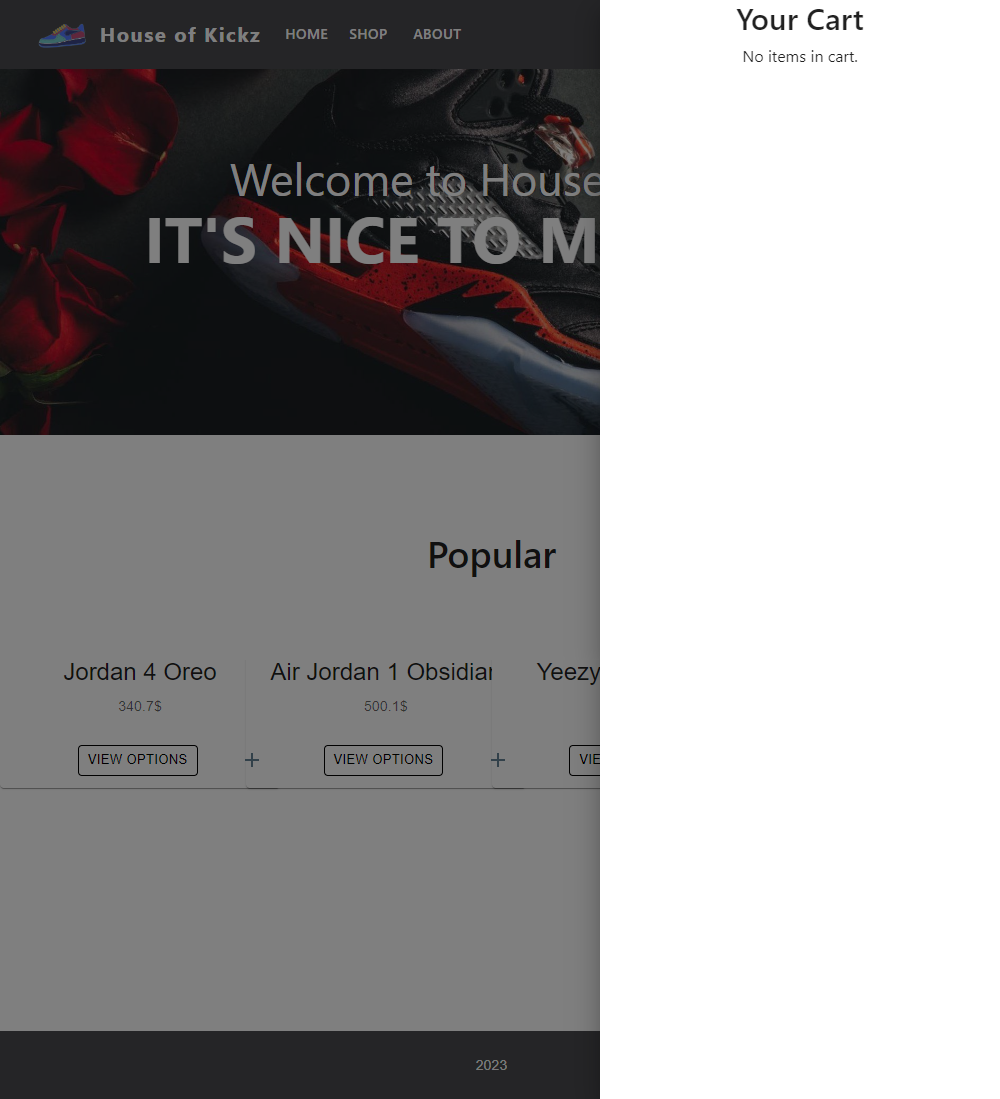 House of Kickz HOME SHOP ABOUT
Your Cart
No items in cart.
Welcome to House
IT'S NICE TO M
Popular
Jordan 4 Oreo
340.7$
VIEW OPTIONS
Air Jordan 1 Obsidian
500.1$
VIEW OPTIONS
Yeezy
VIE
2023